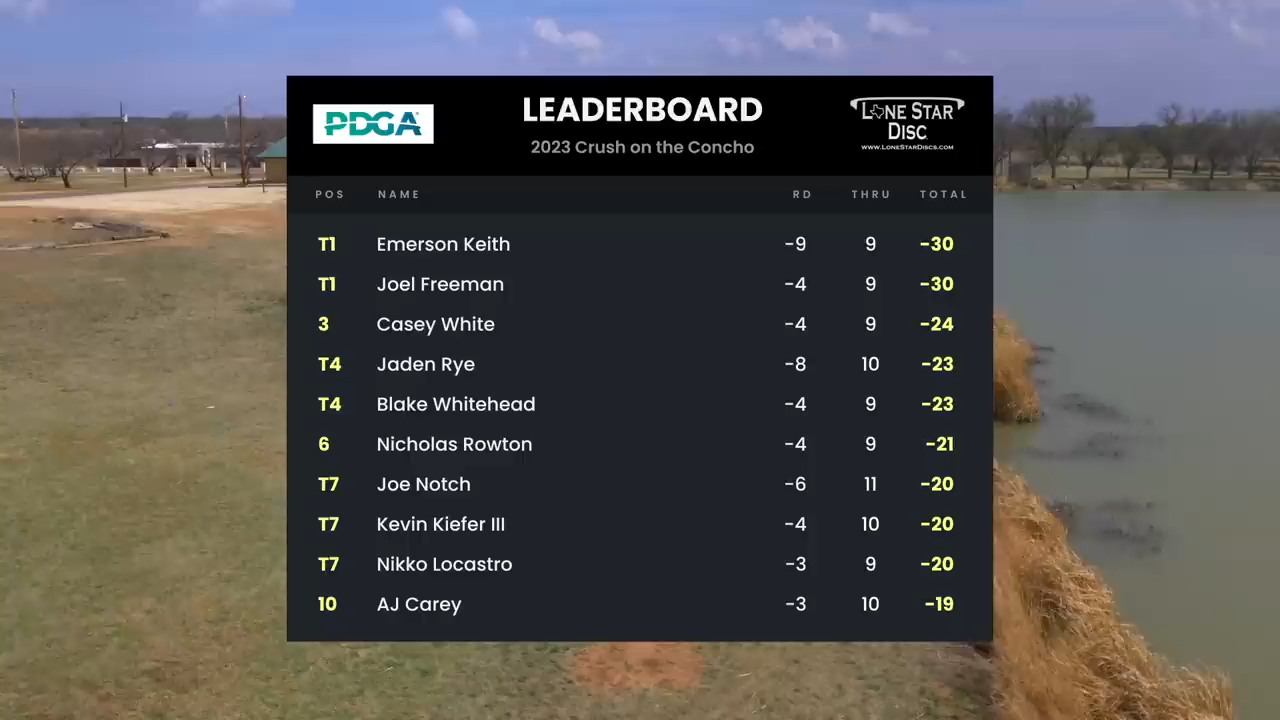 PDGA
LEADERBOARD
2023 Crush on the Concho
LONE STAR
DISC
WWW.LONESTARDISCS.COM
POS NAME RD THRU TOTAL
T1 Emerson Keith -9 9 -30
T1 Joel Freeman -4 9 -30
3 Casey White -4 9 -24
T4 Jaden Rye -8 10 -23
T4 Blake Whitehead -4 9 -23
6 Nicholas Rowton -4 9 -21
T7 Joe Notch -6 11 -20
T7 Kevin Kiefer III -4 10 -20
T7 Nikko Locastro -3 9 -20
10 AJ Carey -3 10 -19